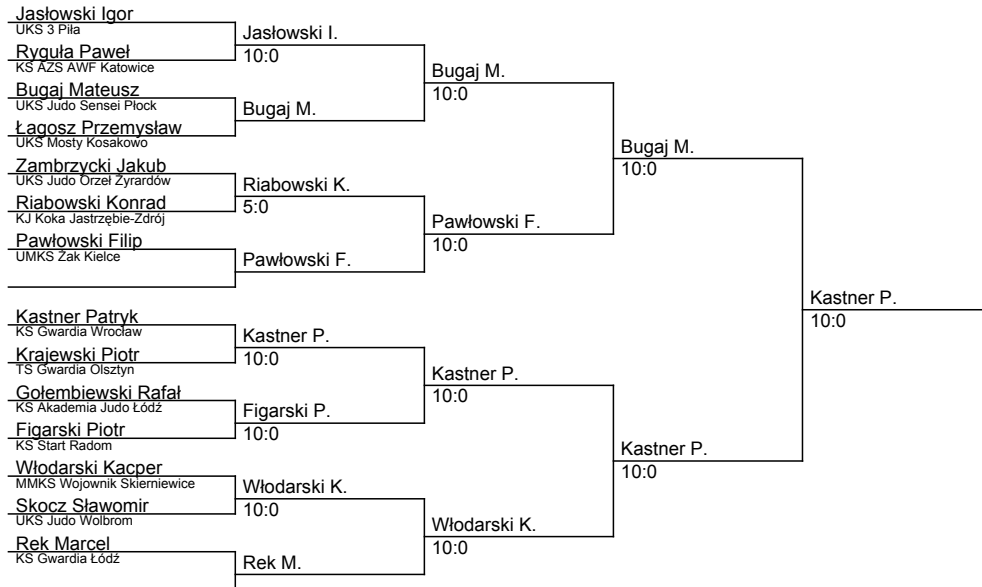 Jasłowski Igor
UKS 3 Piła
Jasłowski I.
10:0
Ryguła Paweł
KS AZS AWF Katowice
Bugaj M.
10:0
Bugaj Mateusz
UKS Judo Sensei Płock
Bugaj M.
Łagosz Przemysław
UKS Mosty Kosakowo
Bugaj M.
10:0
Zambrzycki Jakub
UKS Judo Orzeł Żyrardów
Riabowski K.
5:0
Riabowski Konrad
KJ Koka Jastrzębie-Zdrój
Pawłowski F.
10:0
Pawłowski Filip
UMKS Żak Kielce
Pawłowski F.
Kastner P.
10:0
Kastner Patryk
KS Gwardia Wrocław
Kastner P.
10:0
Krajewski Piotr
TS Gwardia Olsztyn
Kastner P.
10:0
Gołembiewski Rafał
KS Akademia Judo Łódź
Figarski P.
10:0
Figarski Piotr
KS Start Radom
Kastner P.
10:0
Włodarski Kacper
MMKS Wojownik Skierniewice
Włodarski K.
10:0
Skocz Sławomir
UKS Judo Wolbrom
Włodarski K.
10:0
Rek Marcel
KS Gwardia Łódź
Rek M.